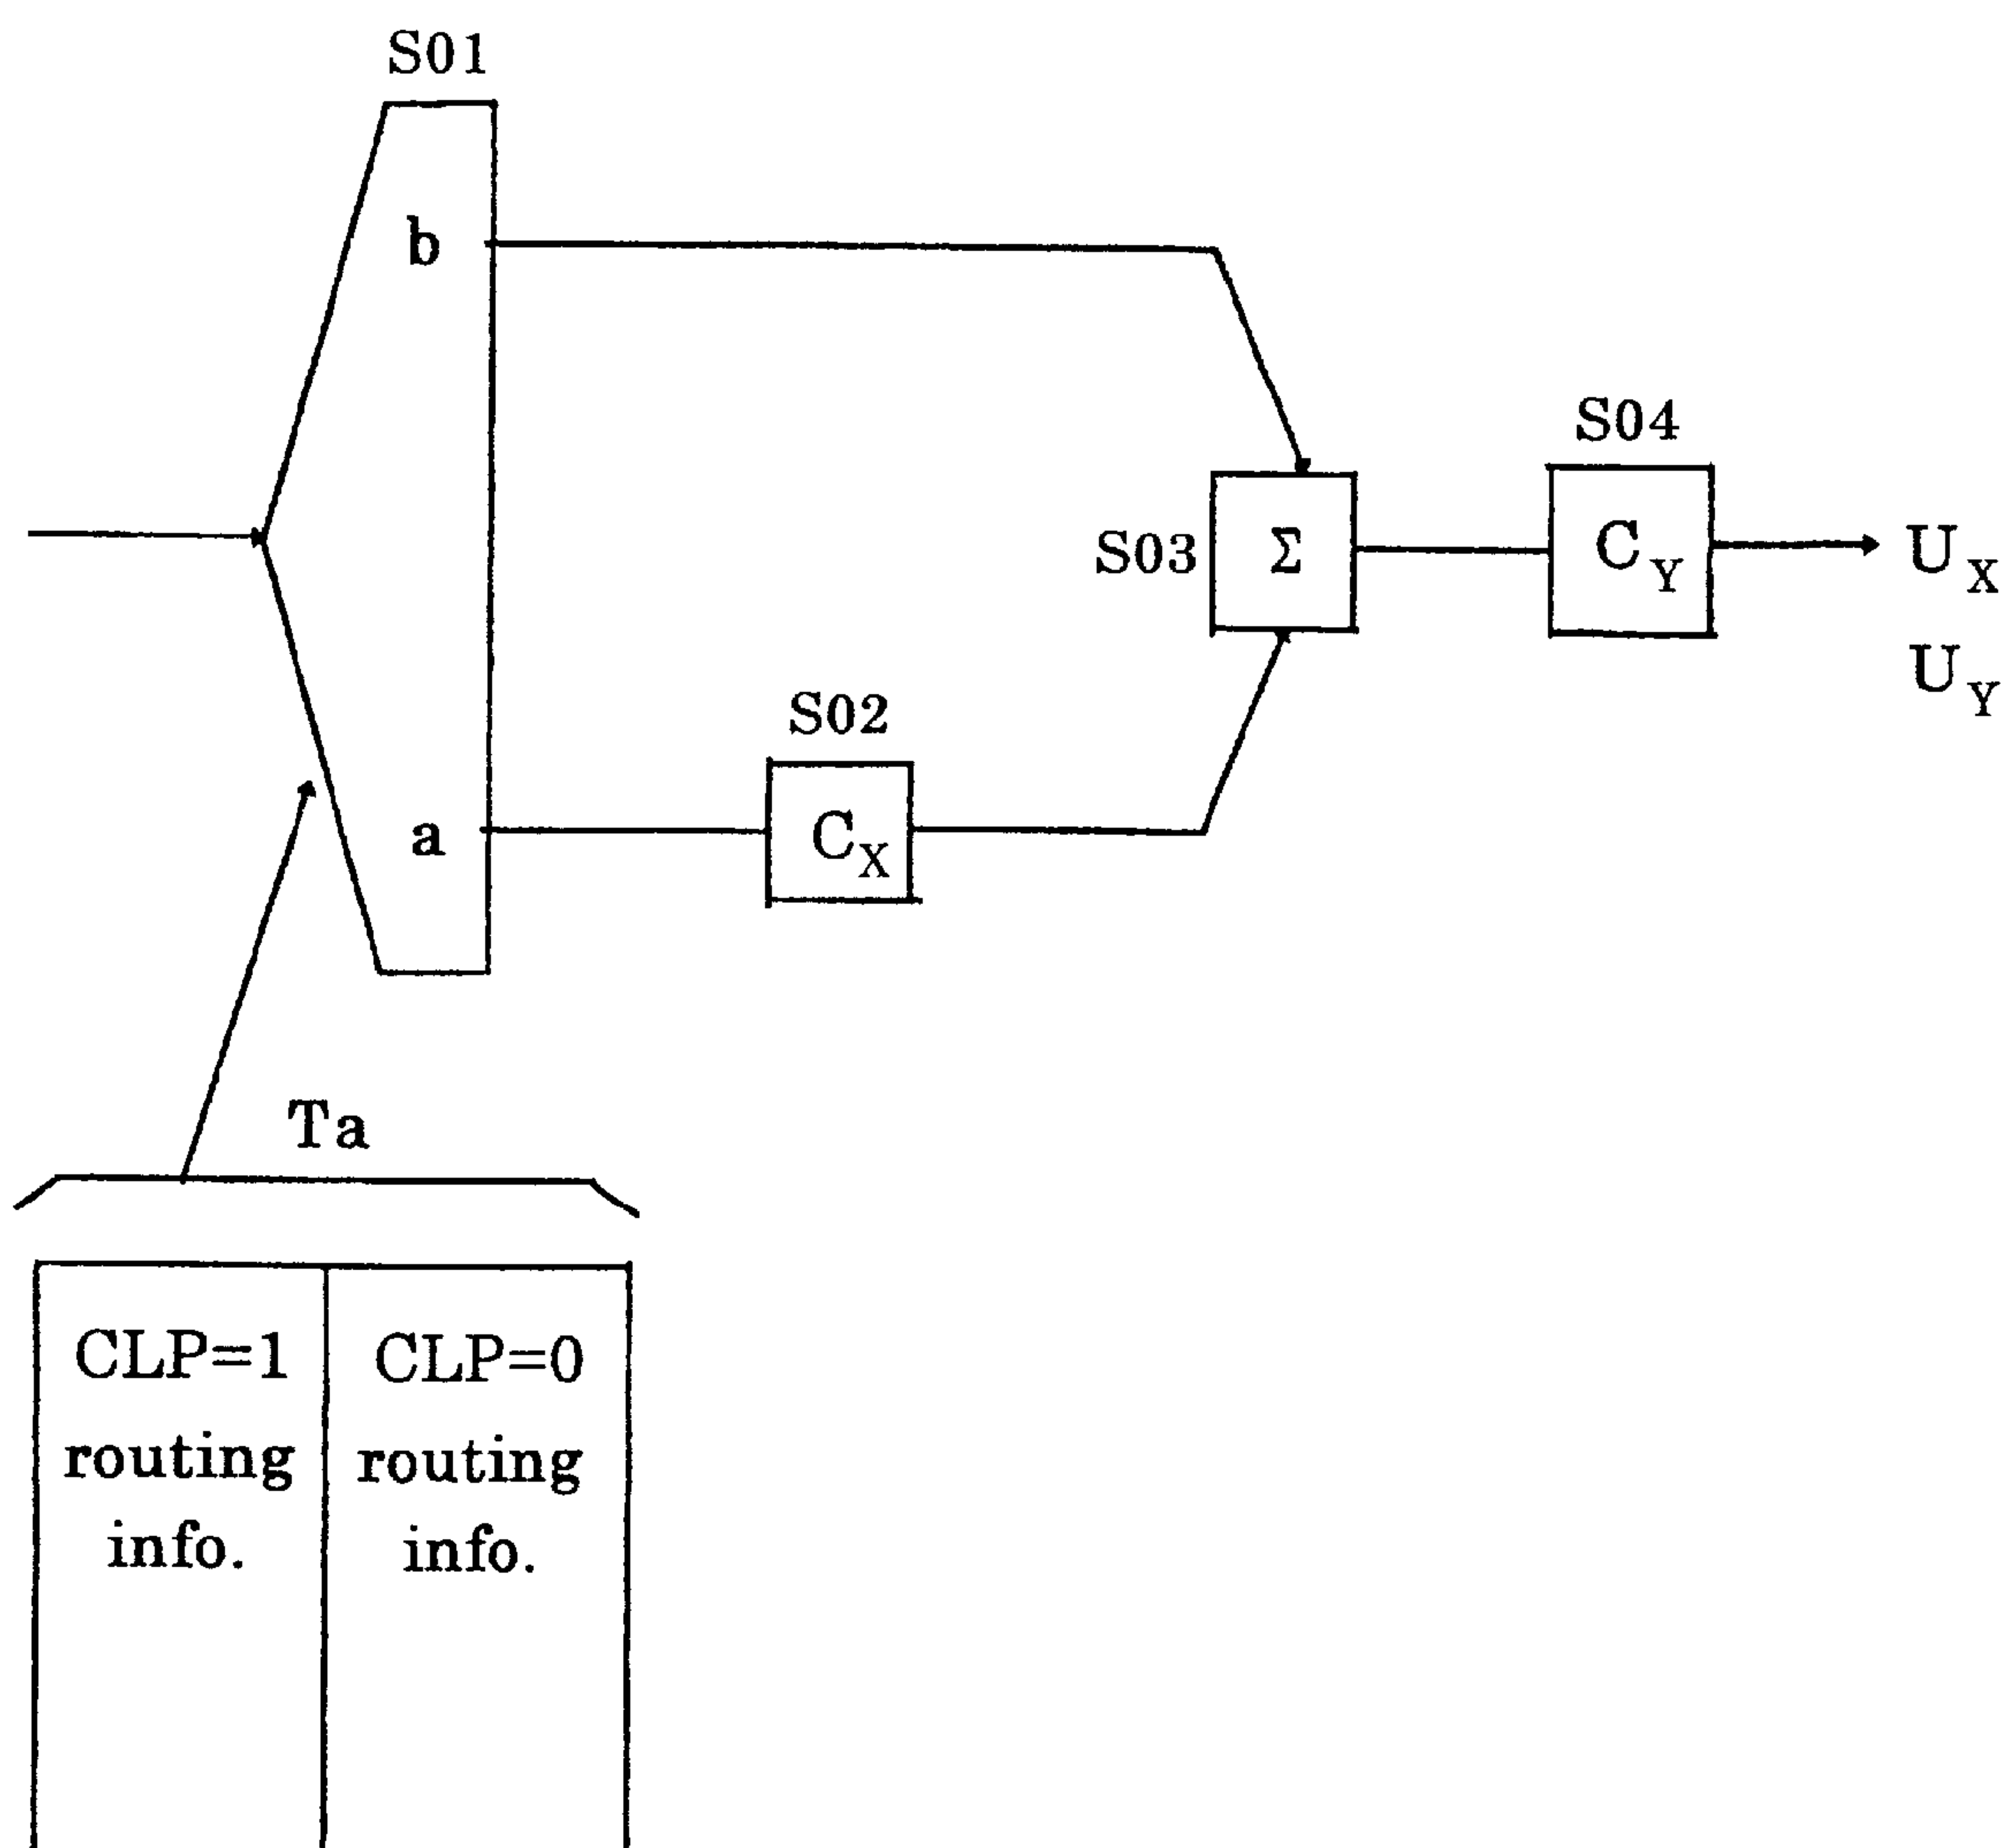 S01
b
S04
S03
Σ
C_Y
U_X
U_Y
S02
a
C_X
Ta
CLP=1 routing info.
CLP=0 routing info.